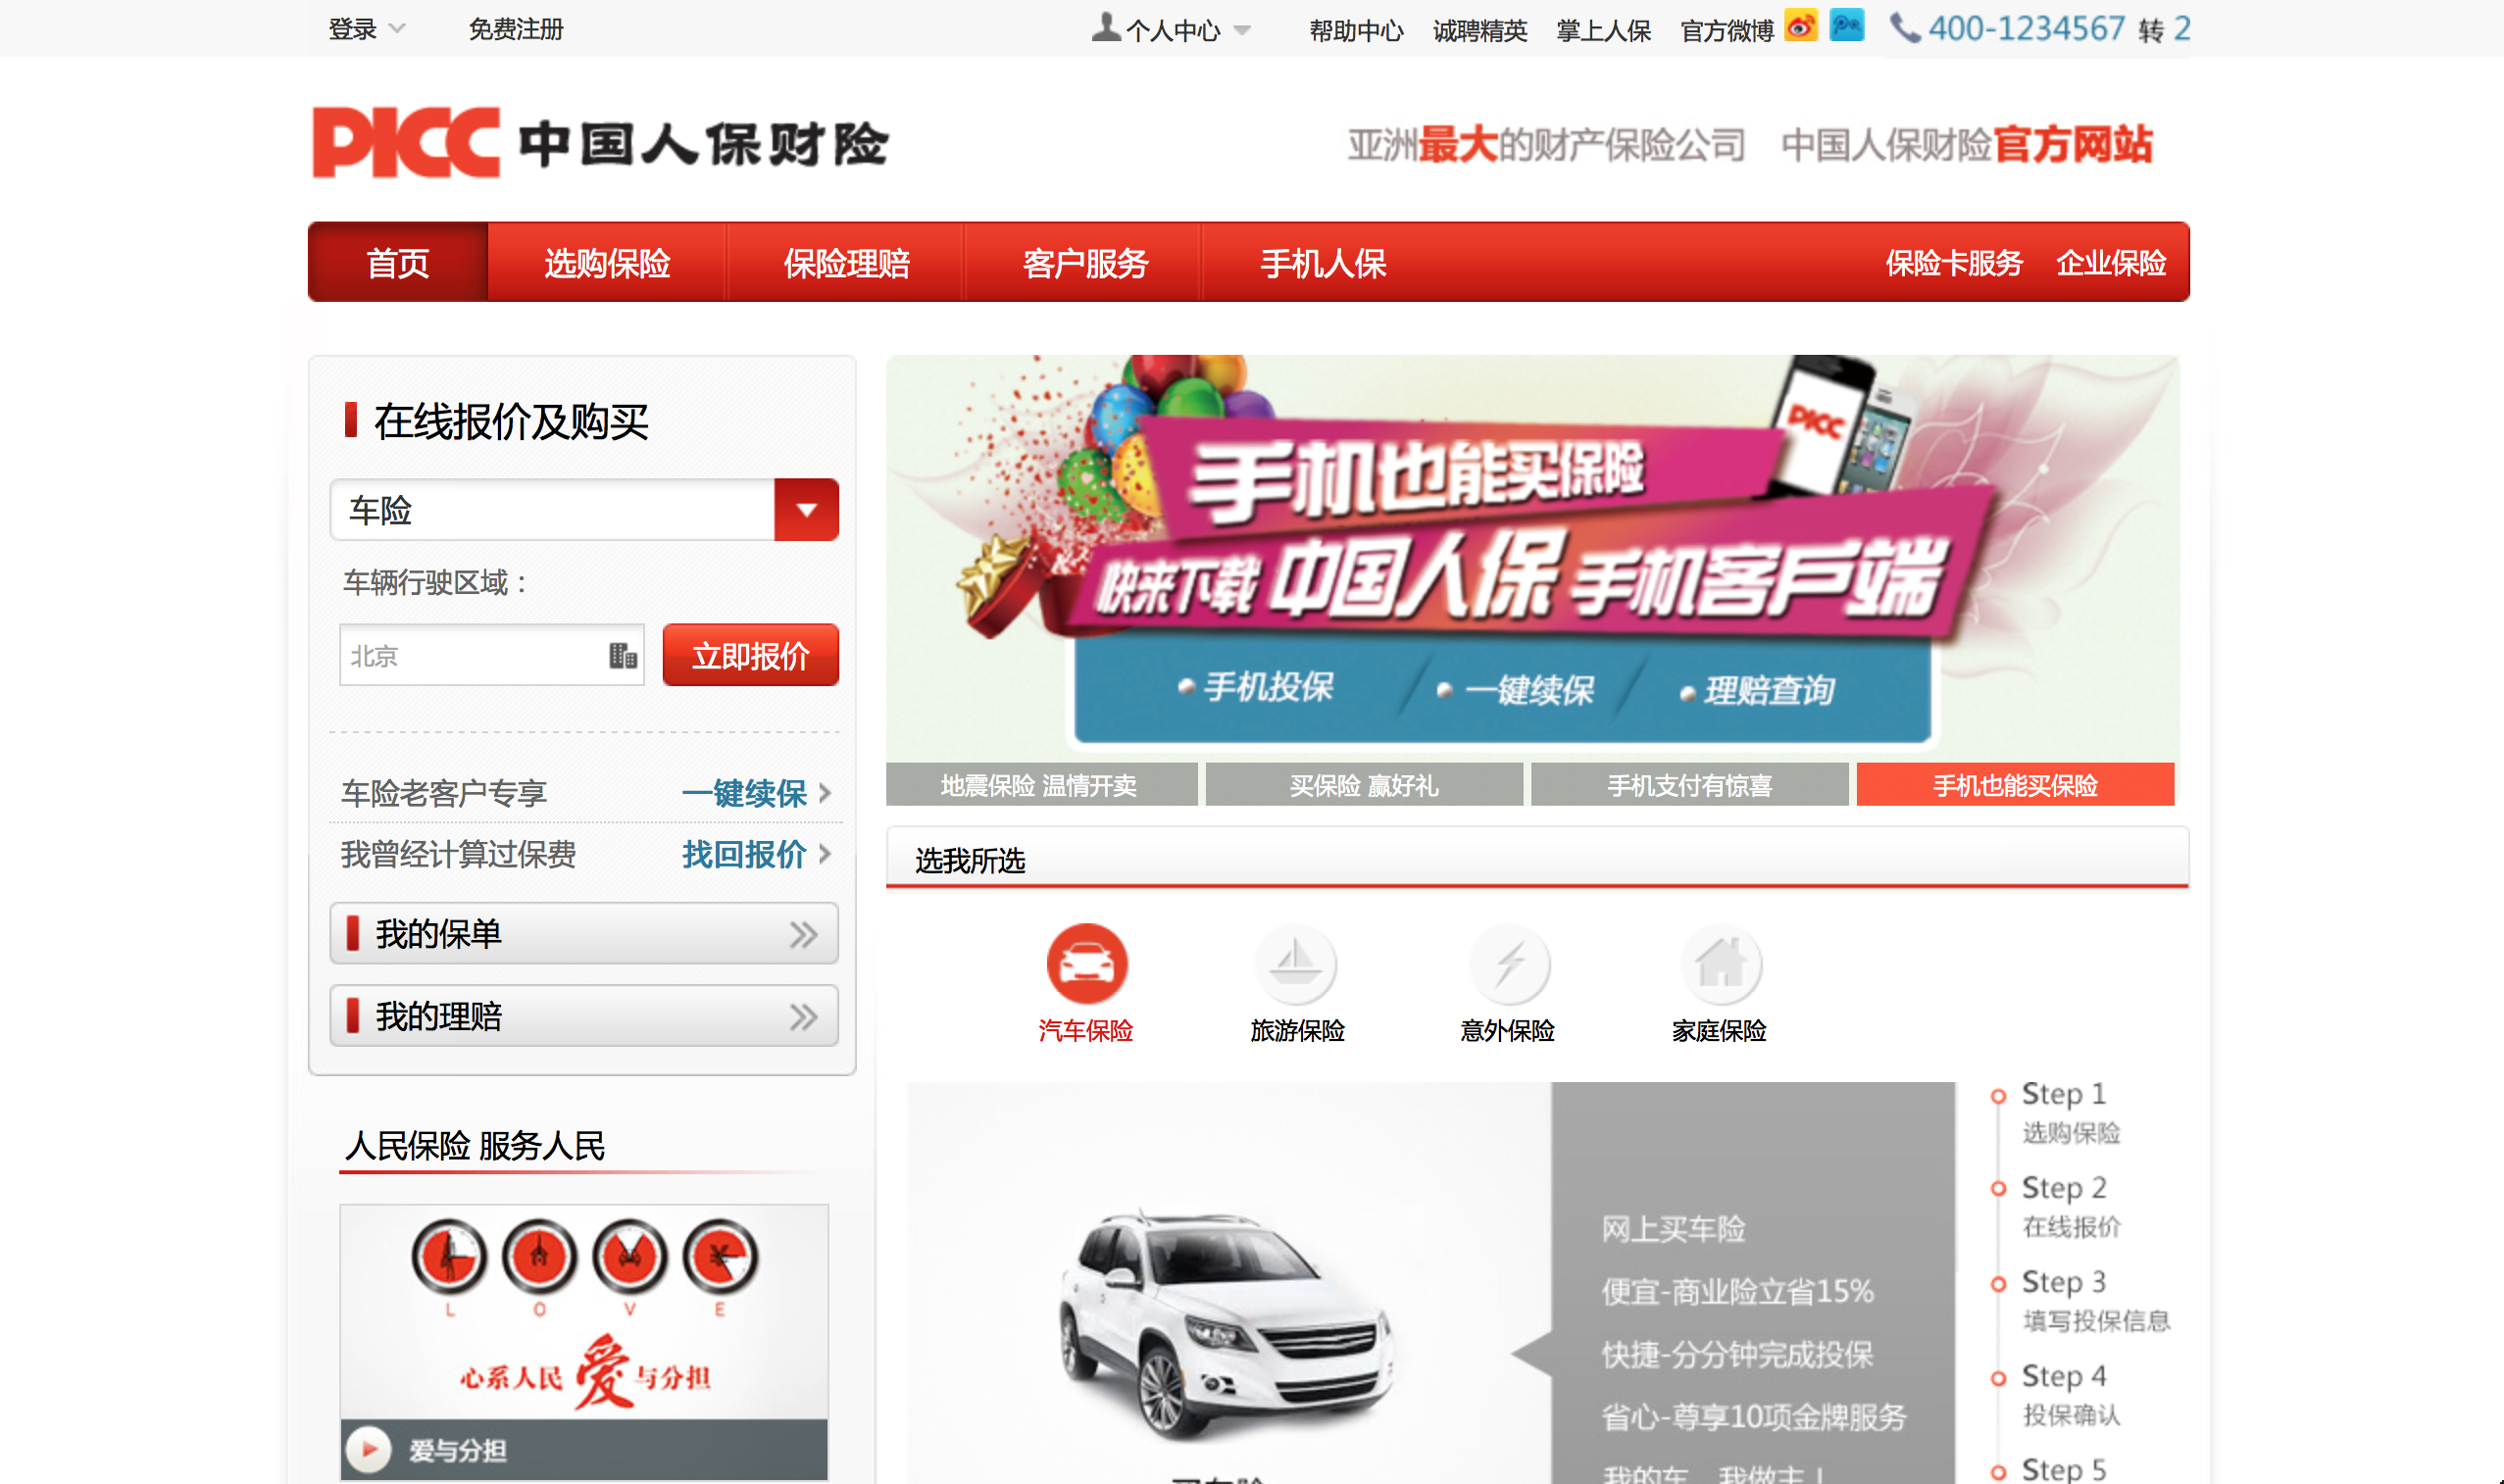 登录
免费注册
个人中心
帮助中心
诚聘精英
掌上人保
官方微博
400-1234567 转 2
PICC 中国人保财险
亚洲最大的财产保险公司 中国人保财险官方网站
首页
选购保险
保险理赔
客户服务
手机人保
保险卡服务
企业保险
在线报价及购买
车险
车辆行驶区域：
北京
立即报价
车险老客户专享
一键续保
我曾经计算过保费
找回报价
我的保单
我的理赔
人民保险 服务人民
L O V E
心系人民 爱 与分担
爱与分担
PICC
手机也能买保险
快来下载 中国人保 手机客户端
手机投保
一键续保
理赔查询
地震保险 温情开卖
买保险 赢好礼
手机支付有惊喜
手机也能买保险
选我所选
汽车保险
旅游保险
意外保险
家庭保险
网上买车险
便宜-商业险立省15%
快捷-分分钟完成投保
省心-尊享10项金牌服务
我的车，我做主！
Step 1
选购保险
Step 2
在线报价
Step 3
填写投保信息
Step 4
投保确认
Step 5